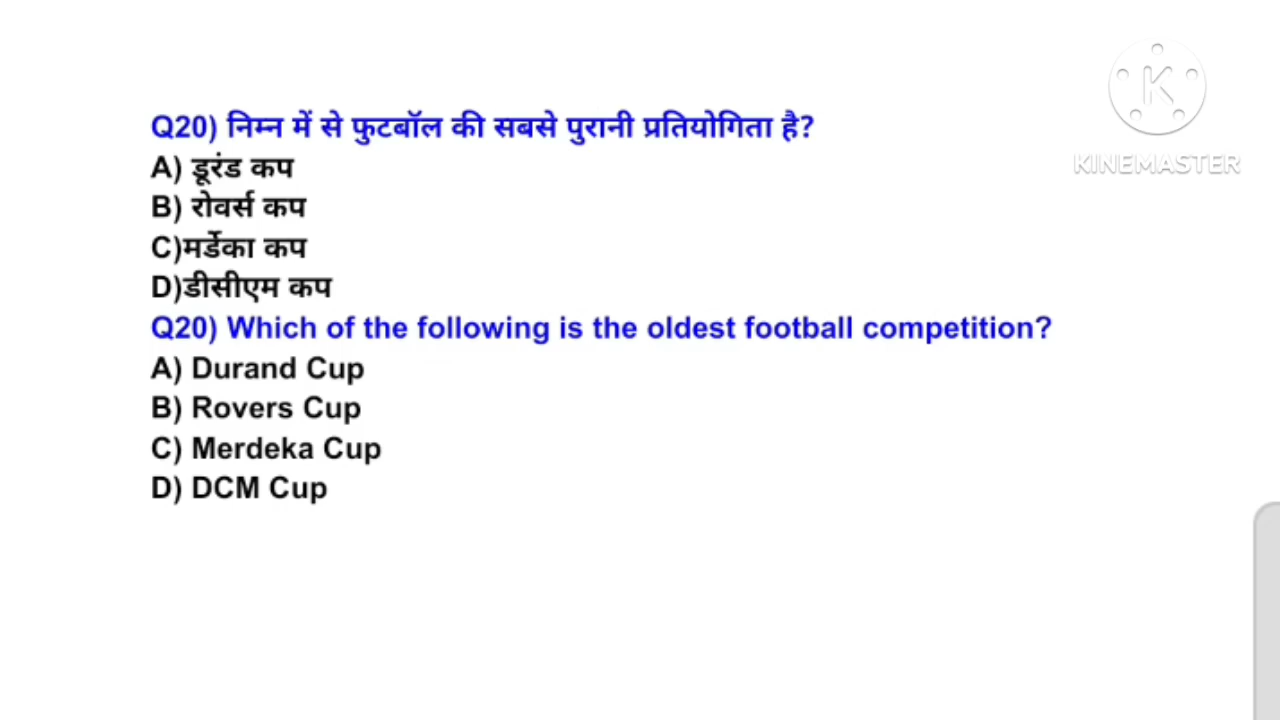 Q20) निम्न में से फुटबॉल की सबसे पुरानी प्रतियोगिता है?
A) डूरंड कप
B) रोवर्स कप
C)मर्डेका कप
D)डीसीएम कप
Q20) Which of the following is the oldest football competition?
A) Durand Cup
B) Rovers Cup
C) Merdeka Cup
D) DCM Cup
K
KINEMASTER